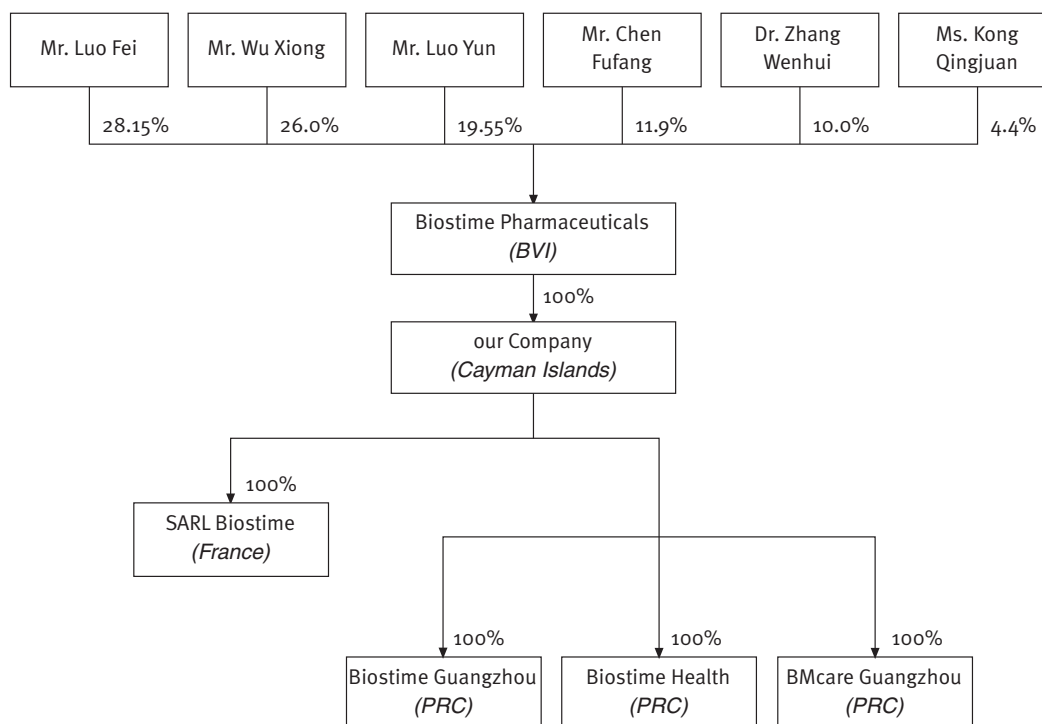 Mr. Luo Fei
Mr. Wu Xiong
Mr. Luo Yun
Mr. Chen
Fufang
Dr. Zhang
Wenhui
Ms. Kong
Qingjuan
28.15%
26.0%
19.55%
11.9%
10.0%
4.4%
Biostime Pharmaceuticals
(BVI)
100%
our Company
(Cayman Islands)
100%
SARL Biostime
(France)
100%
100%
100%
Biostime Guangzhou
(PRC)
Biostime Health
(PRC)
BMcare Guangzhou
(PRC)